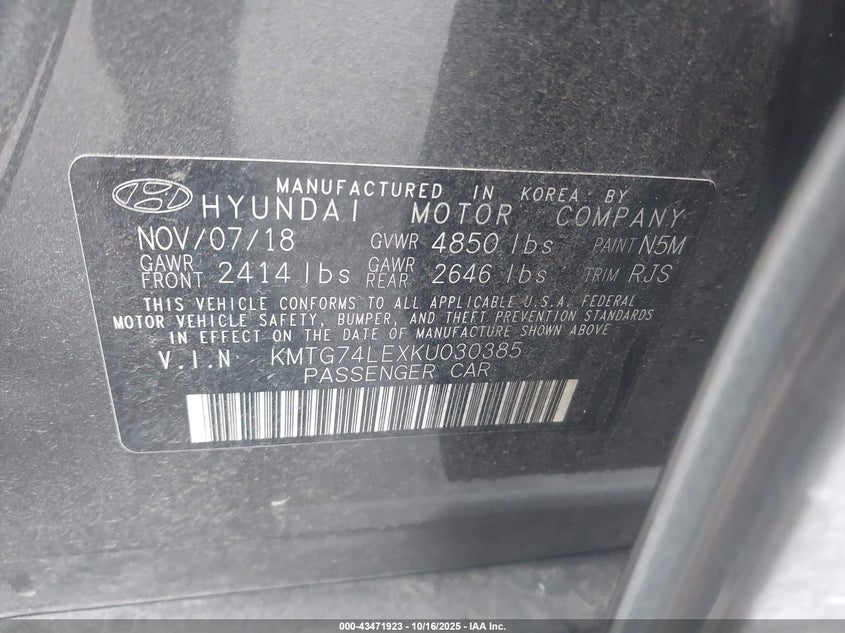 MANUFACTURED IN KOREA BY
HYUNDAI MOTOR COMPANY
NOV/07/18 GVWR 4850 lbs PAINT N5M
GAWR FRONT 2414 lbs GAWR REAR 2646 lbs TRIM RJS
THIS VEHICLE CONFORMS TO ALL APPLICABLE U.S.A. FEDERAL
MOTOR VEHICLE SAFETY, BUMPER, AND THEFT PREVENTION STANDARDS
IN EFFECT ON THE DATE OF MANUFACTURE SHOWN ABOVE
V.I.N KMTG74LEXKU030385
PASSENGER CAR
000-43471923 - 10/16/2025 - IAA Inc.